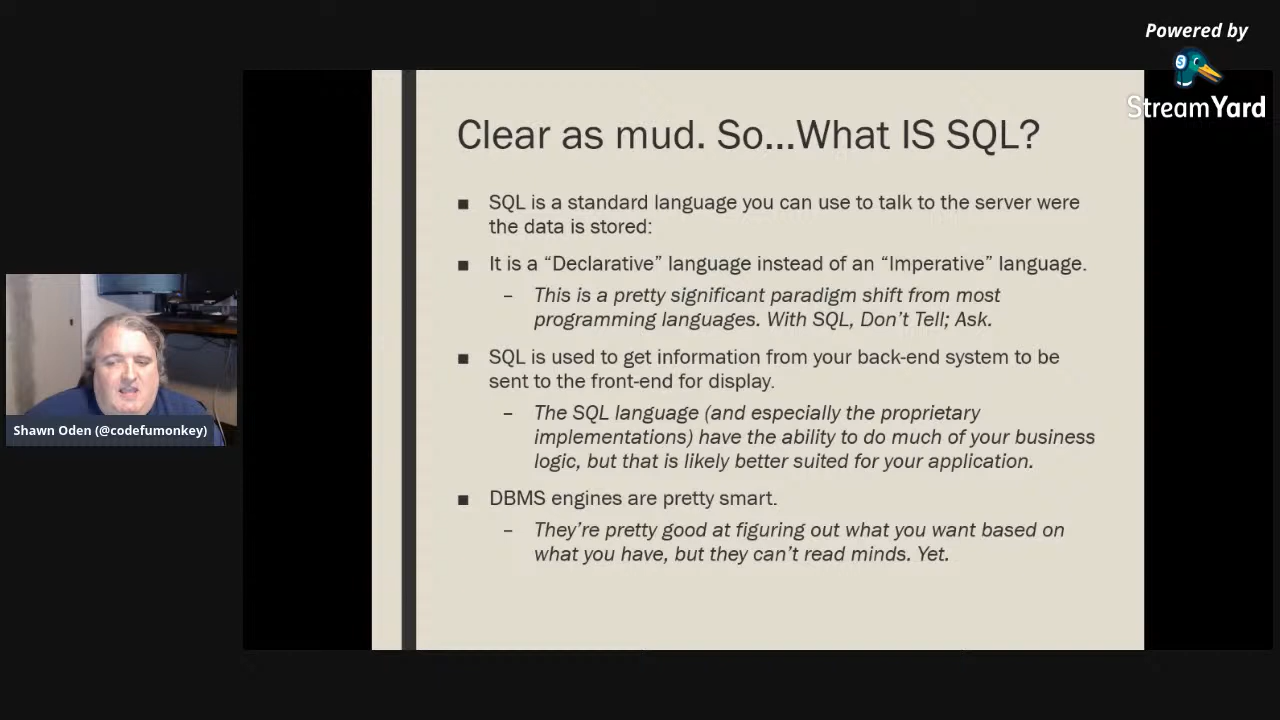 Powered by
StreamYard
Clear as mud. So...What IS SQL?
■ SQL is a standard language you can use to talk to the server were
the data is stored:
■ It is a “Declarative” language instead of an “Imperative” language.
– This is a pretty significant paradigm shift from most
programming languages. With SQL, Don’t Tell; Ask.
■ SQL is used to get information from your back-end system to be
sent to the front-end for display.
– The SQL language (and especially the proprietary
implementations) have the ability to do much of your business
logic, but that is likely better suited for your application.
■ DBMS engines are pretty smart.
– They’re pretty good at figuring out what you want based on
what you have, but they can’t read minds. Yet.
Shawn Oden (@codefumonkey)